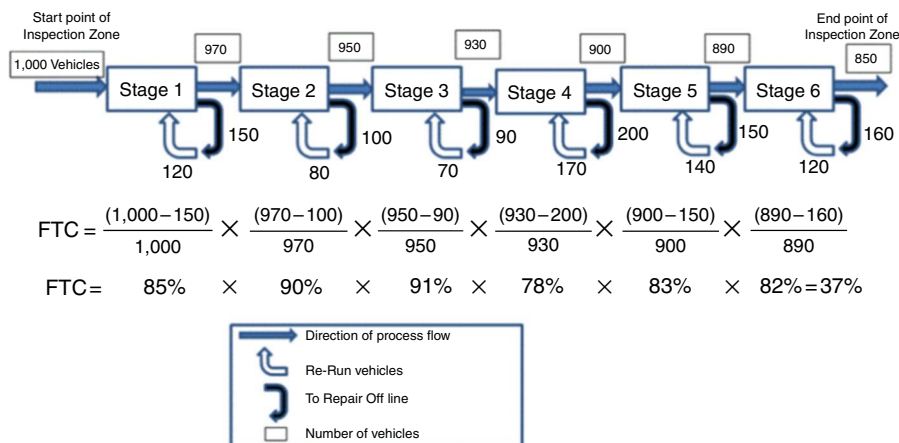 Start point of
Inspection Zone
End point of
Inspection Zone
1,000 Vehicles
970
950
930
900
890
850
Stage 1
Stage 2
Stage 3
Stage 4
Stage 5
Stage 6
150
100
90
200
150
160
120
80
70
170
140
120
FTC = (1,000−150)/1,000 × (970−100)/970 × (950−90)/950 × (930−200)/930 × (900−150)/900 × (890−160)/890
FTC = 85% × 90% × 91% × 78% × 83% × 82% = 37%
Direction of process flow
Re-Run vehicles
To Repair Off line
Number of vehicles